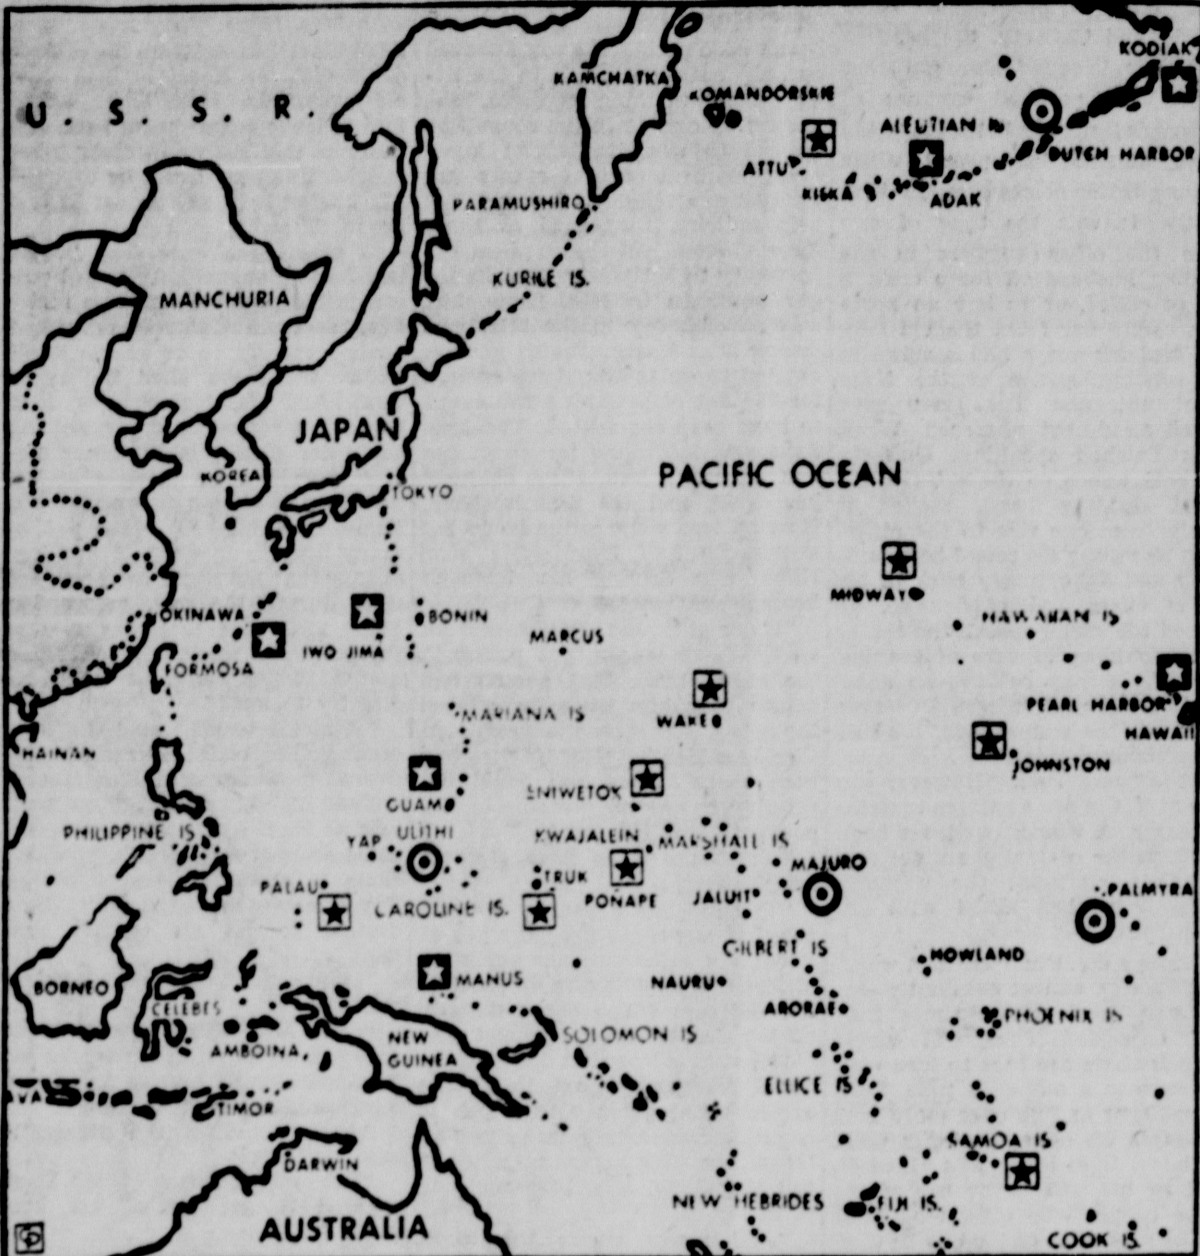 KODIAK
KAMCHATKA
KOMANDORSKIE
U. S. S. R.
ALEUTIAN IS
DUTCH HARBOR
ATTU
KISKA
ADAK
PARAMUSHIRO
KURILE IS.
MANCHURIA
JAPAN
KOREA
PACIFIC OCEAN
TOKYO
MIDWAY
OKINAWA
BONIN
HAWAIIAN IS
MARCUS
IWO JIMA
FORMOSA
PEARL HARBOR
MARIANA IS
WAKE
HAWAII
HAINAN
JOHNSTON
ENIWETOK
GUAM
PHILIPPINE IS
ULITHI
YAP
KWAJALEIN
MARSHALL IS
MAJURO
TRUK
PALAU
PONAPE
JALUIT
PALMYRA
CAROLINE IS.
GILBERT IS
HOWLAND
MANUS
NAURU
BORNEO
CELEBES
ARORAE
PHOENIX IS
NEW
GUINEA
SOLOMON IS
AMBOINA
ELLICE IS
AVA
TIMOR
SAMOA IS
DARWIN
NEW HEBRIDES
FIJI IS.
AUSTRALIA
COOK IS